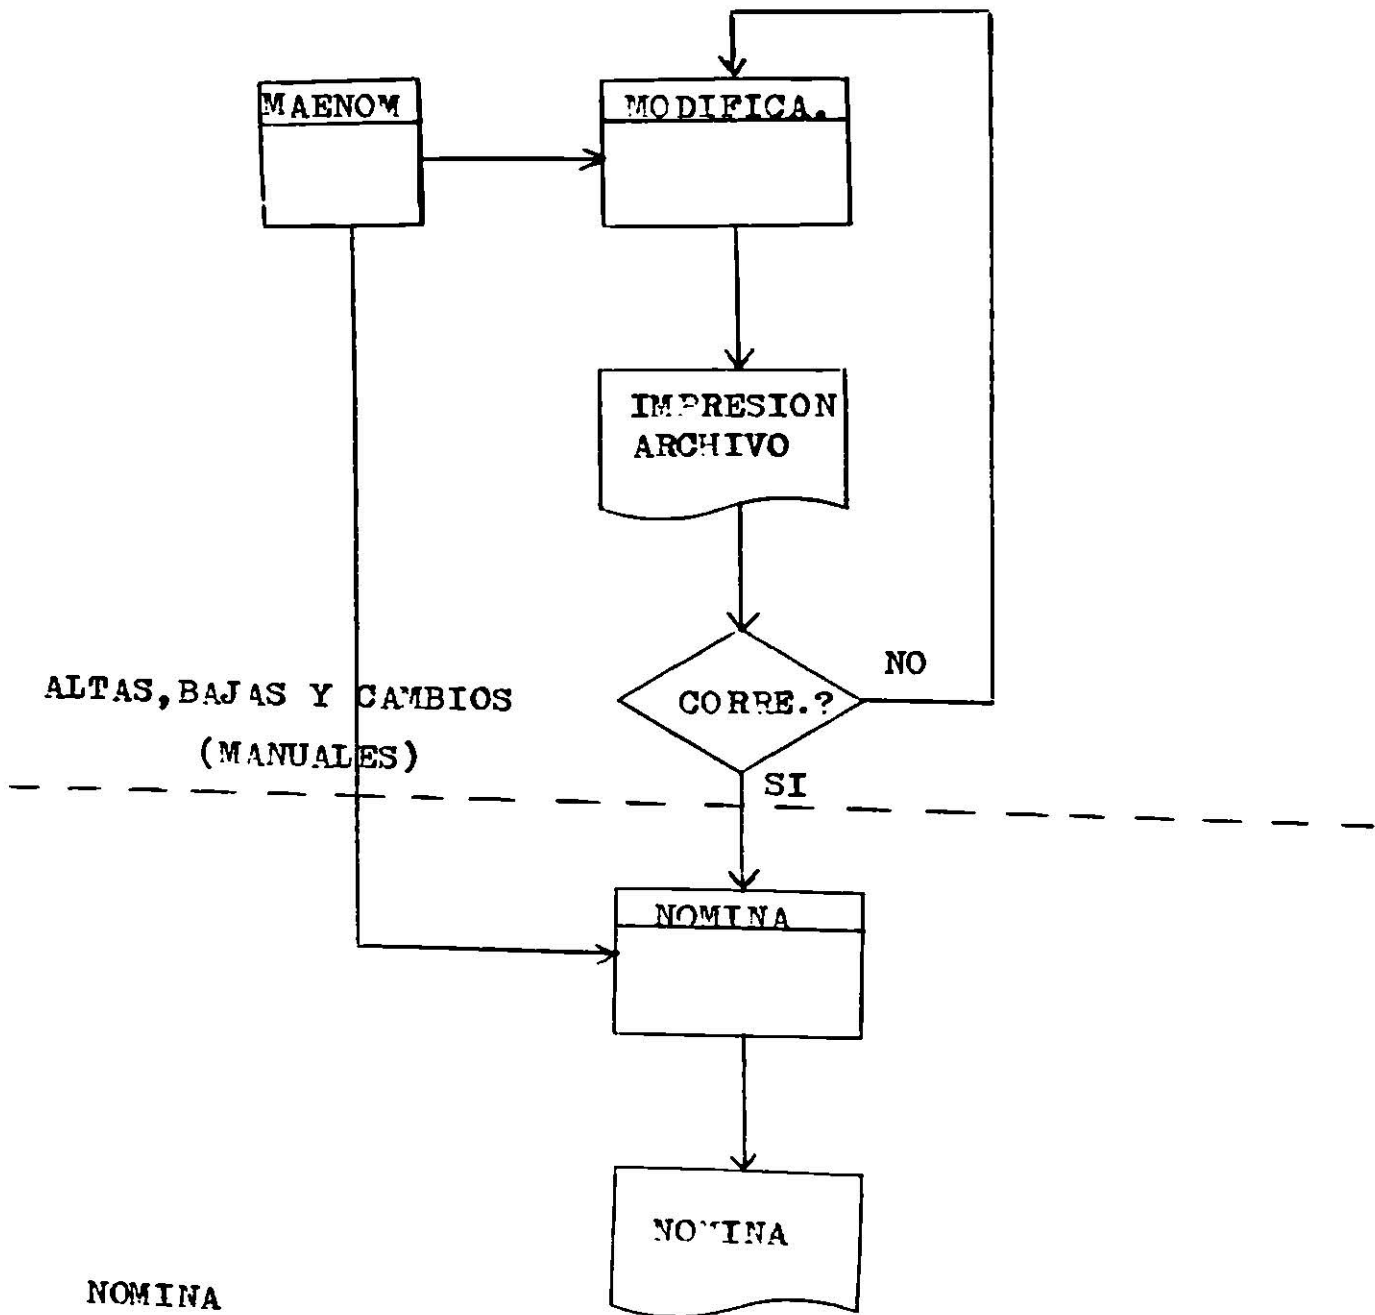 MAENOM
MODIFICA.
IMPRESION
ARCHIVO
NO
CORRE.?
ALTAS, BAJAS Y CAMBIOS
(MANUALES)
SI
NOMINA
NOMINA
NOMINA